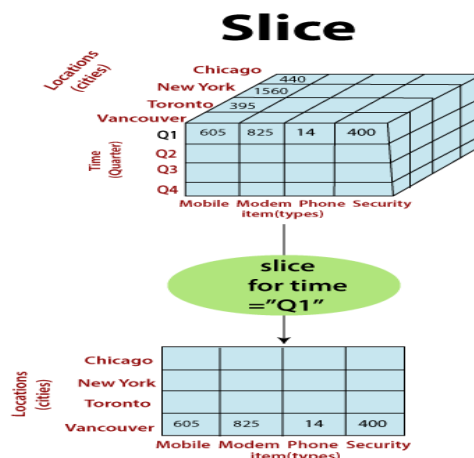 Slice
Locations
(cities)
Chicago
440
New York
1560
Toronto
395
Vancouver
Time
(Quarter)
Q1 605 825 14 400
Q2
Q3
Q4
Mobile Modem Phone Security
item(types)
slice
for time
="Q1"
Locations
(cities)
Chicago
New York
Toronto
Vancouver 605 825 14 400
Mobile Modem Phone Security
item(types)